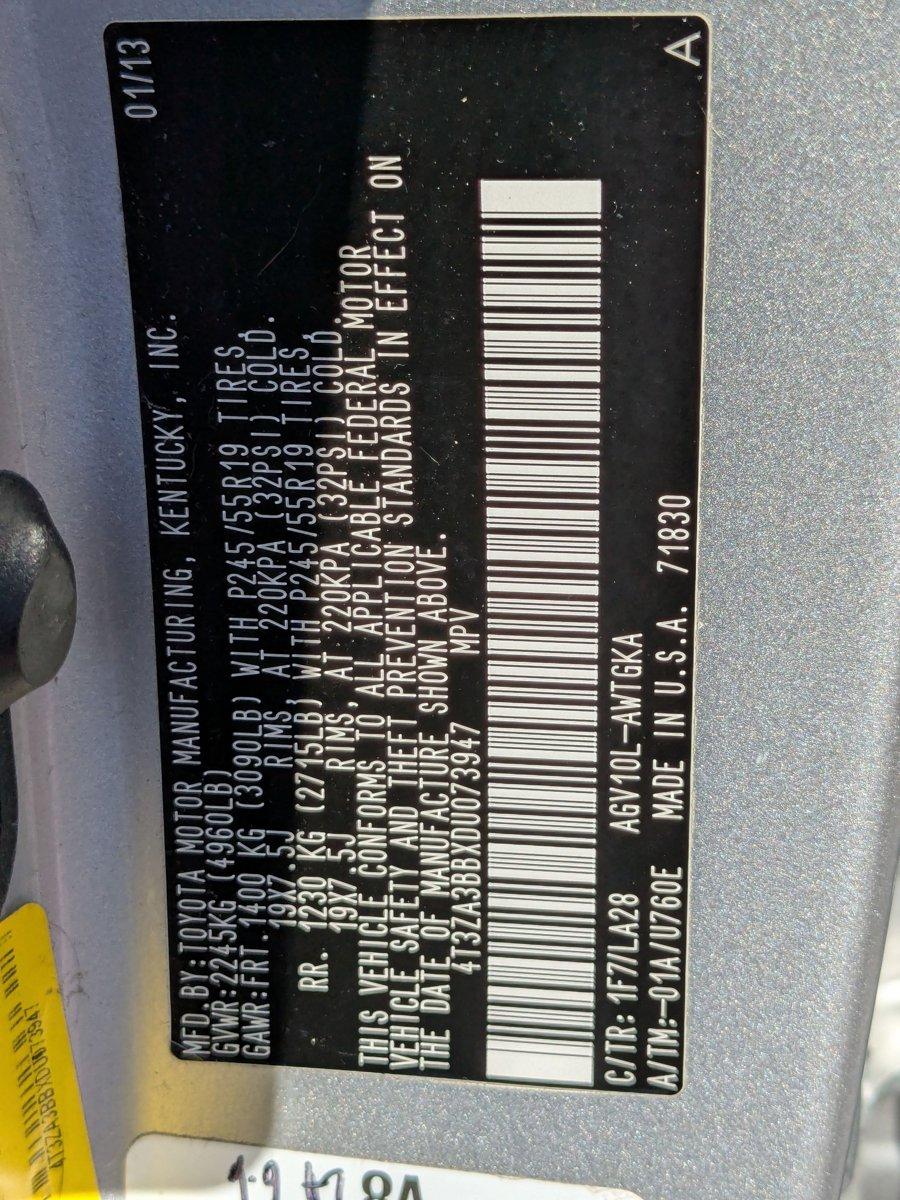 MFD. BY:TOYOTA MOTOR MANUFACTURING, KENTUCKY, INC. 01/13
GVWR:2245KG (4960LB)
GAWR:FRT. 1400 KG (3090LB) WITH P245/55R19 TIRES,
19X7.5J RIMS, AT 220KPA (32PSI) COLD.
RR. 1230 KG (2715LB) WITH P245/55R19 TIRES,
19X7.5J RIMS, AT 220KPA (32PSI) COLD.
THIS VEHICLE CONFORMS TO ALL APPLICABLE FEDERAL MOTOR
VEHICLE SAFETY AND THEFT PREVENTION STANDARDS IN EFFECT ON
THE DATE OF MANUFACTURE SHOWN ABOVE.
4T3ZA3BBXDU073947 MPV
C/TR: 1F7/LA28 AGV10L-AWTGKA
A/TM:-01A/U760E MADE IN U.S.A. 71830 A
4T3ZA3BBXDU073947
8A